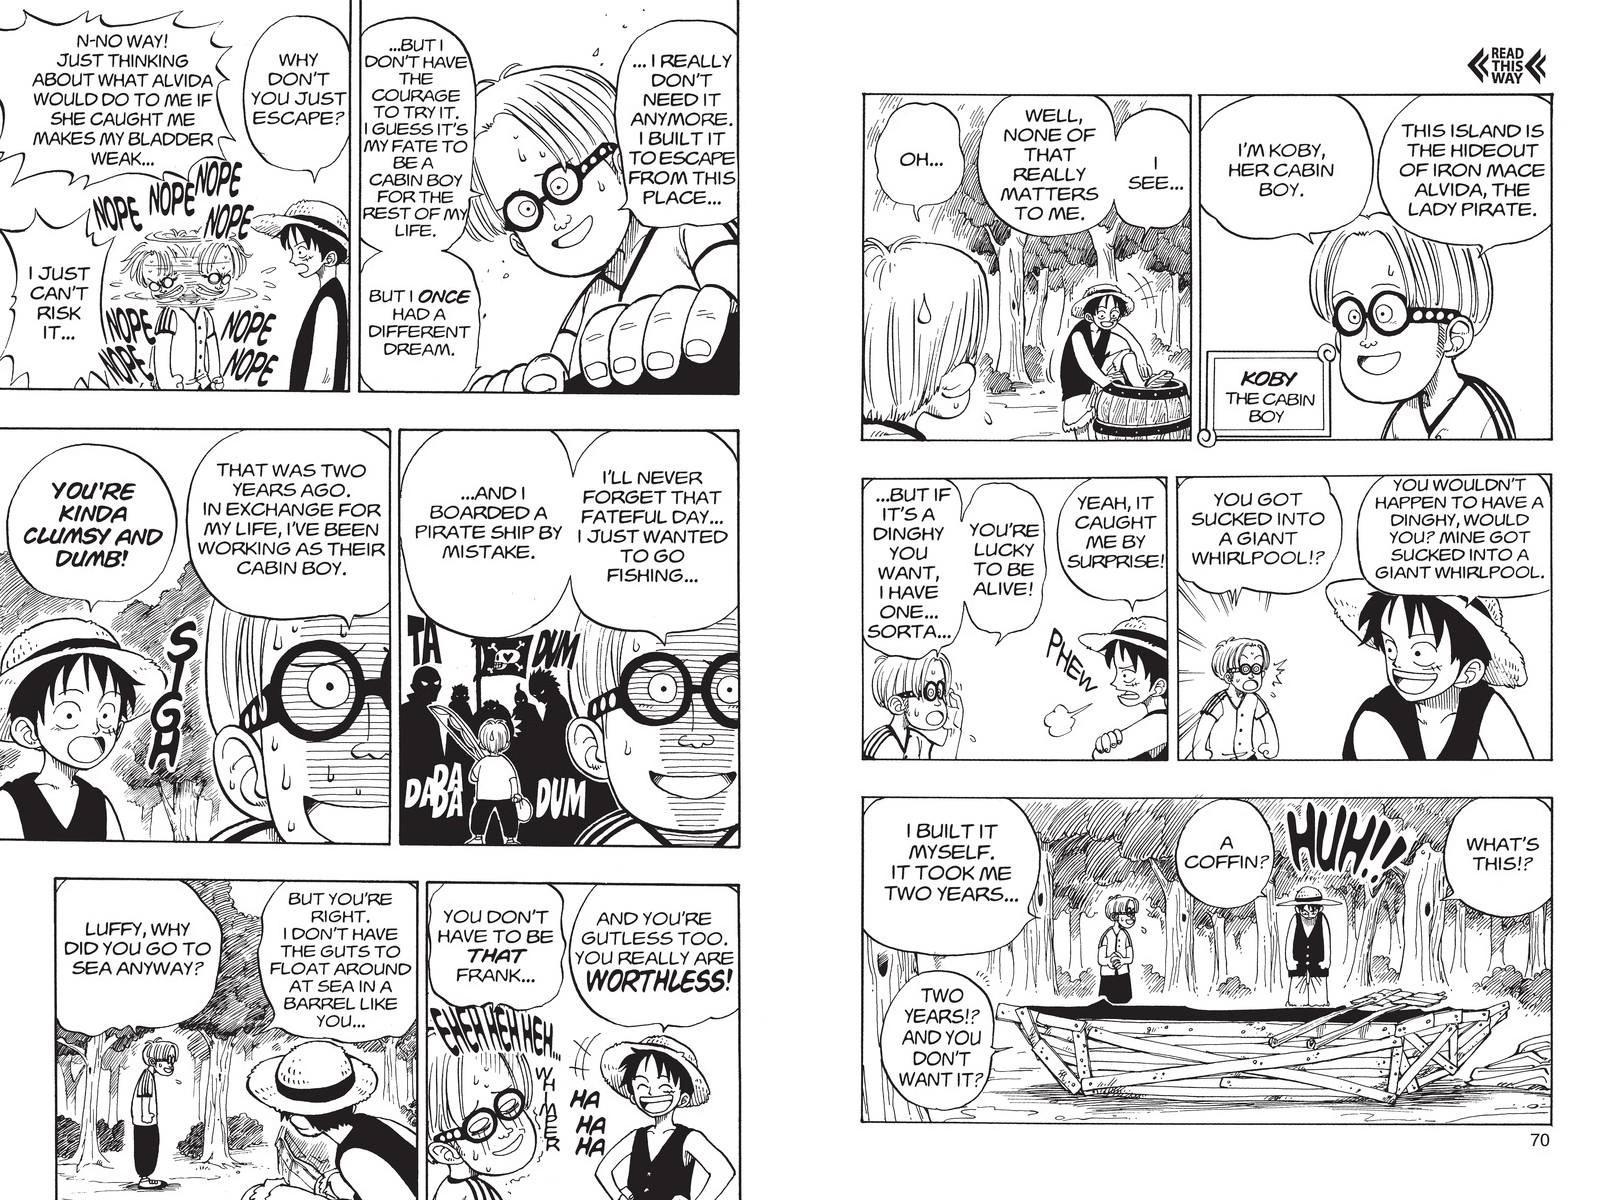 READ
THIS
WAY
THIS ISLAND IS
THE HIDEOUT
OF IRON MACE
ALVIDA, THE
LADY PIRATE.
I'M KOBY,
HER CABIN
BOY.
KOBY
THE CABIN
BOY
I
SEE...
WELL,
NONE OF
THAT
REALLY
MATTERS
TO ME.
OH...
YOU WOULDN'T
HAPPEN TO HAVE A
DINGHY, WOULD
YOU? MINE GOT
SUCKED INTO A
GIANT WHIRLPOOL.
YOU GOT
SUCKED INTO
A GIANT
WHIRLPOOL!?
YEAH, IT
CAUGHT
ME BY
SURPRISE!
PHEW
YOU'RE
LUCKY
TO BE
ALIVE!
...BUT IF
IT'S A
DINGHY
YOU
WANT,
I HAVE
ONE...
SORTA...
WHAT'S
THIS!?
HUH!!
A
COFFIN?
I BUILT IT
MYSELF.
IT TOOK ME
TWO YEARS...
TWO
YEARS!?
AND YOU
DON'T
WANT IT?
70
... I REALLY
DON'T
NEED IT
ANYMORE.
I BUILT IT
TO ESCAPE
FROM THIS
PLACE...
...BUT I
DON'T HAVE
THE
COURAGE
TO TRY IT.
I GUESS IT'S
MY FATE TO
BE A
CABIN BOY
FOR THE
REST OF MY
LIFE.
BUT I ONCE
HAD A
DIFFERENT
DREAM.
WHY
DON'T
YOU JUST
ESCAPE?
N-NO WAY!
JUST THINKING
ABOUT WHAT ALVIDA
WOULD DO TO ME IF
SHE CAUGHT ME
MAKES MY BLADDER
WEAK...
NOPE
NOPE
NOPE
NOPE
NOPE
NOPE
NOPE
NOPE
I JUST
CAN'T
RISK
IT...
I'LL NEVER
FORGET THAT
FATEFUL DAY...
I JUST WANTED
TO GO
FISHING...
...AND I
BOARDED A
PIRATE SHIP BY
MISTAKE.
TA
DUM
DA
DA
DA
DUM
THAT WAS TWO
YEARS AGO.
IN EXCHANGE FOR
MY LIFE, I'VE BEEN
WORKING AS THEIR
CABIN BOY.
SIGH
YOU'RE
KINDA
CLUMSY AND
DUMB!
AND YOU'RE
GUTLESS TOO.
YOU REALLY ARE
WORTHLESS!
HA
HA
HA
YOU DON'T
HAVE TO BE
THAT
FRANK...
EHEH HEH HEH...
WHIMPER
BUT YOU'RE
RIGHT.
I DON'T HAVE
THE GUTS TO
FLOAT AROUND
AT SEA IN A
BARREL LIKE
YOU...
LUFFY, WHY
DID YOU GO TO
SEA ANYWAY?